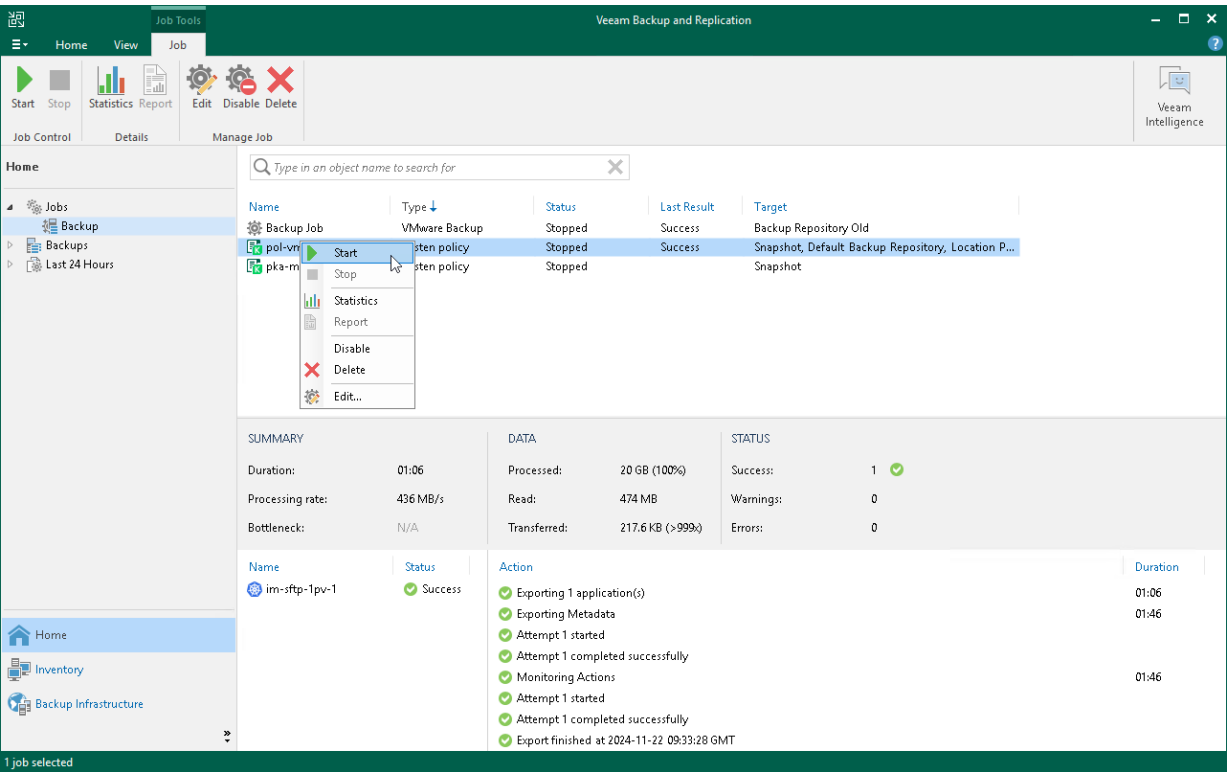 Job Tools
Veeam Backup and Replication
Home View Job
Start Stop Statistics Report Edit Disable Delete
Veeam
Intelligence
Job Control Details Manage Job
Home
Type in an object name to search for
Jobs
Backup
Backups
Last 24 Hours
Name Type Status Last Result Target
Backup Job VMware Backup Stopped Success Backup Repository Old
policy Stopped Success Snapshot, Default Backup Repository, Location P...
policy Stopped Snapshot
Start
Stop
Statistics
Report
Disable
Delete
Edit...
SUMMARY DATA STATUS
Duration: 01:06 Processed: 20 GB (100%) Success: 1
Processing rate: 436 MB/s Read: 474 MB Warnings: 0
Bottleneck: N/A Transferred: 217.6 KB (>999x) Errors: 0
Name Status Action Duration
im-sftp-1pv-1 Success Exporting 1 application(s) 01:06
Exporting Metadata 01:46
Attempt 1 started
Attempt 1 completed successfully
Monitoring Actions 01:46
Attempt 1 started
Attempt 1 completed successfully
Export finished at 2024-11-22 09:33:28 GMT
Home
Inventory
Backup Infrastructure
1 job selected